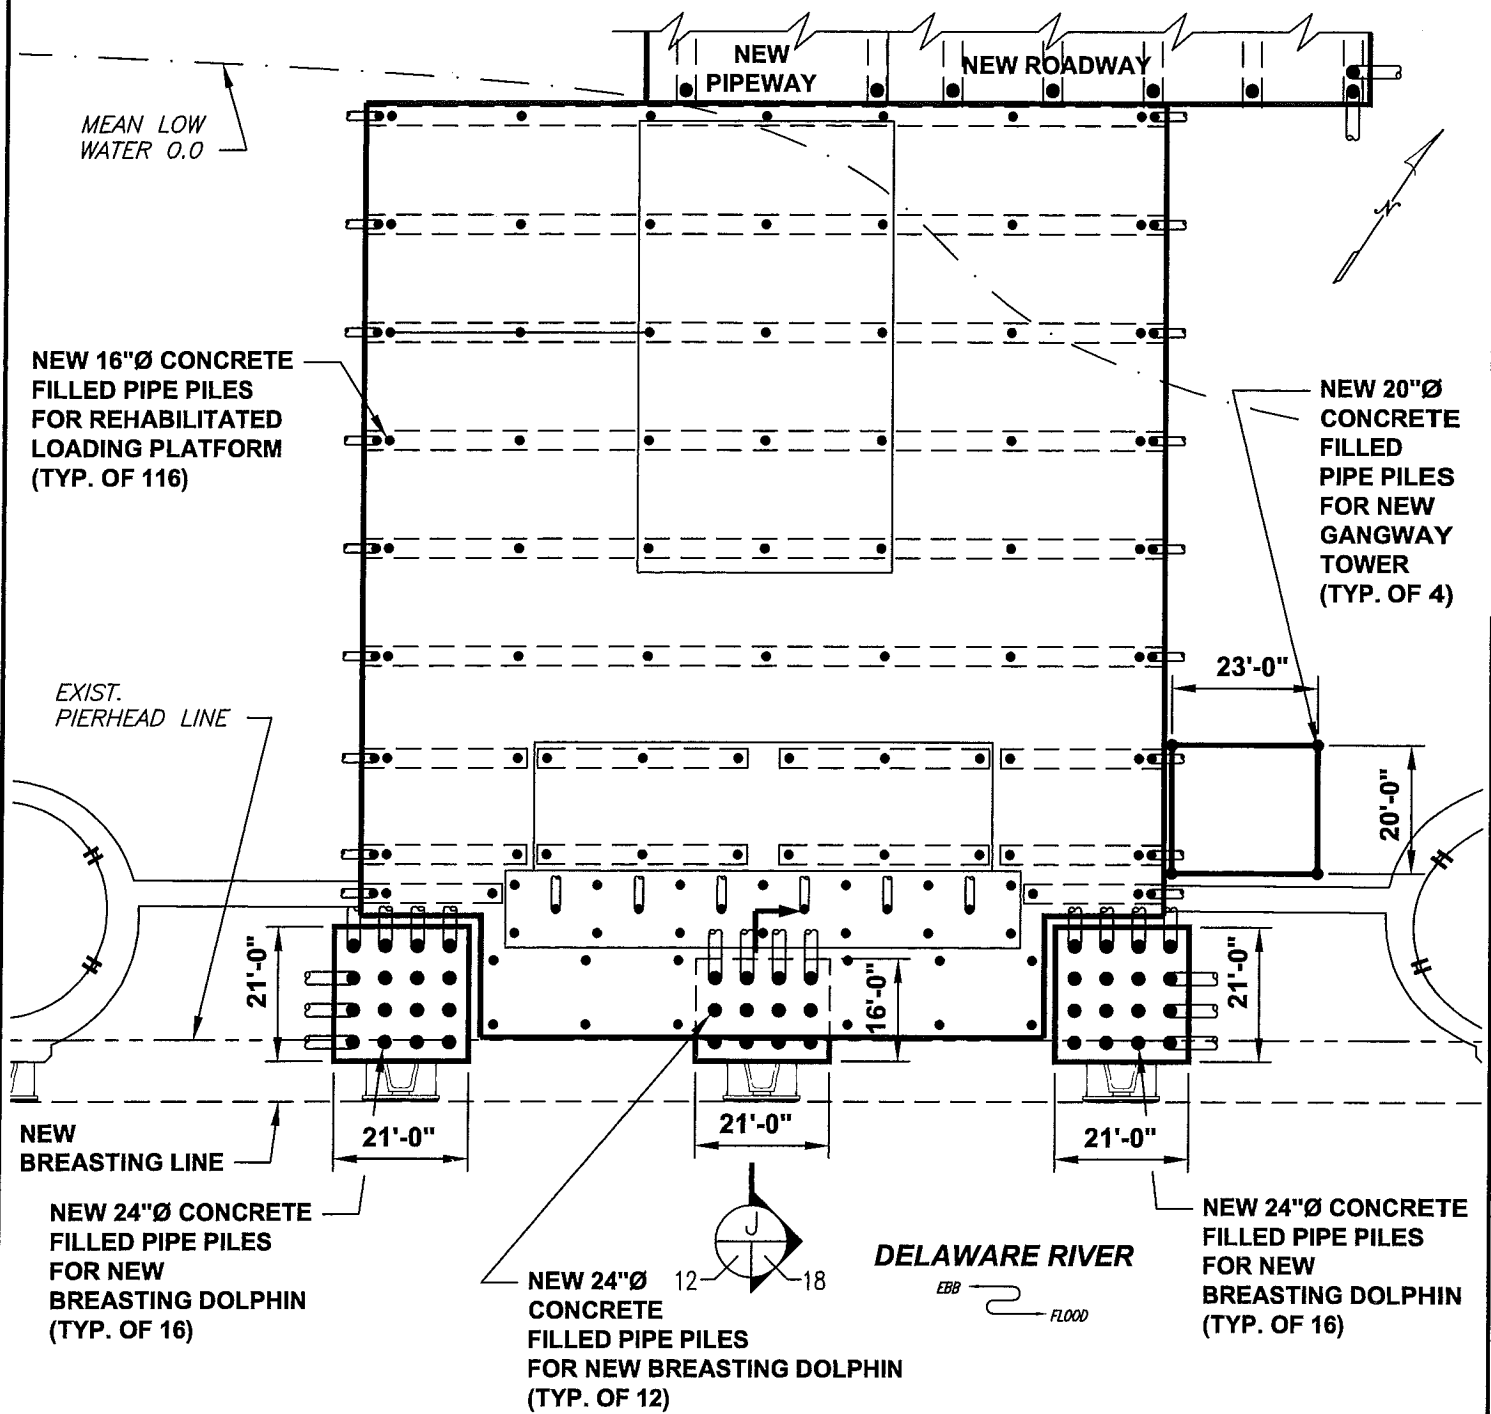 NEW
PIPEWAY
NEW ROADWAY
MEAN LOW
WATER 0.0
N
NEW 16"Ø CONCRETE
FILLED PIPE PILES
FOR REHABILITATED
LOADING PLATFORM
(TYP. OF 116)
NEW 20"Ø
CONCRETE
FILLED
PIPE PILES
FOR NEW
GANGWAY
TOWER
(TYP. OF 4)
23'-0"
20'-0"
EXIST.
PIERHEAD LINE
21'-0"
16'-0"
21'-0"
21'-0"
21'-0"
21'-0"
NEW
BREASTING LINE
NEW 24"Ø CONCRETE
FILLED PIPE PILES
FOR NEW
BREASTING DOLPHIN
(TYP. OF 16)
J
12
18
NEW 24"Ø
CONCRETE
FILLED PIPE PILES
FOR NEW BREASTING DOLPHIN
(TYP. OF 12)
DELAWARE RIVER
EBB
FLOOD
NEW 24"Ø CONCRETE
FILLED PIPE PILES
FOR NEW
BREASTING DOLPHIN
(TYP. OF 16)